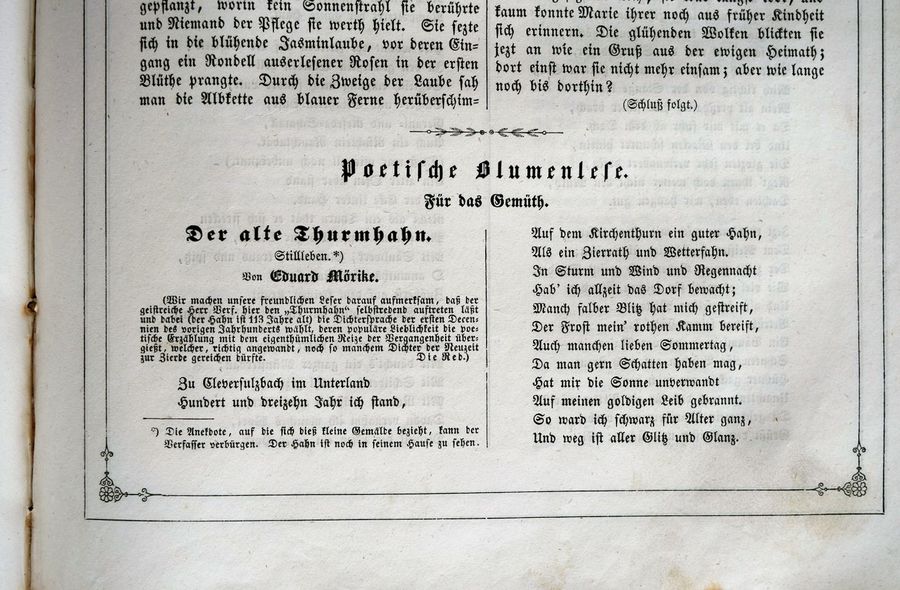 gepflanzt, worin kein Sonnenstrahl sie berührte
und Niemand der Pflege sie werth hielt. Sie sezte
sich in die blühende Jasminlaube, vor deren Ein-
gang ein Rondell auserlesener Rosen in der ersten
Blüthe prangte. Durch die Zweige der Laube sah
man die Albkette aus blauer Ferne herüberschim-
kaum konnte Marie ihrer noch aus früher Kindheit
sich erinnern. Die glühenden Wolken blickten sie
jezt an wie ein Gruß aus der ewigen Heimath;
dort einst war sie nicht mehr einsam; aber wie lange
noch bis dorthin?
(Schluß folgt.)
Poetische Blumenlese.
Für das Gemüth.
Der alte Thurmhahn.
Stillleben.*)
Von Eduard Mörike.
(Wir machen unsere freundlichen Leser darauf aufmerksam, daß der
geistreiche Herr Verf. hier den „Thurmhahn“ selbstredend auftreten läßt
und dabei (der Hahn ist 113 Jahre alt) die Dichtersprache der ersten Decen-
nien des vorigen Jahrhunderts wählt, deren populäre Lieblichkeit die poe-
tische Erzählung mit dem eigenthümlichen Reize der Vergangenheit über-
gießt, welcher, richtig angewandt, noch so manchem Dichter der Neuzeit
zur Zierde gereichen dürfte. Die Red.)
Zu Cleversulzbach im Unterland
Hundert und dreizehn Jahr ich stand,
*) Die Anekdote, auf die sich dieß kleine Gemälde bezieht, kann der
Verfasser verbürgen. Der Hahn ist noch in seinem Hause zu sehen.
Auf dem Kirchenthurn ein guter Hahn,
Als ein Zierrath und Wetterfahn.
In Sturm und Wind und Regennacht
Hab' ich allzeit das Dorf bewacht;
Manch falber Blitz hat mich gestreift,
Der Frost mein' rothen Kamm bereift,
Auch manchen lieben Sommertag,
Da man gern Schatten haben mag,
Hat mir die Sonne unverwandt
Auf meinen goldigen Leib gebrannt.
So ward ich schwarz für Alter ganz,
Und weg ist aller Glitz und Glanz.